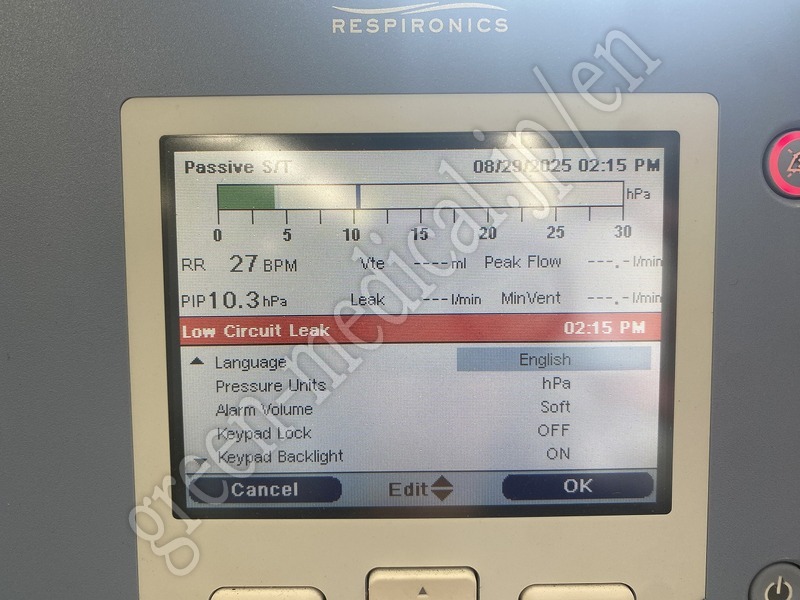 RESPIRONICS
Passive S/T 08/29/2025 02:15 PM
hPa
0 5 10 15 20 25 30
RR 27 BPM Vte ----ml Peak Flow ---.- l/min
PIP 10.3 hPa Leak --- l/min MinVent ---.- l/min
Low Circuit Leak 02:15 PM
Language English
Pressure Units hPa
Alarm Volume Soft
Keypad Lock OFF
Keypad Backlight ON
Cancel Edit OK
green-medical.jp/en